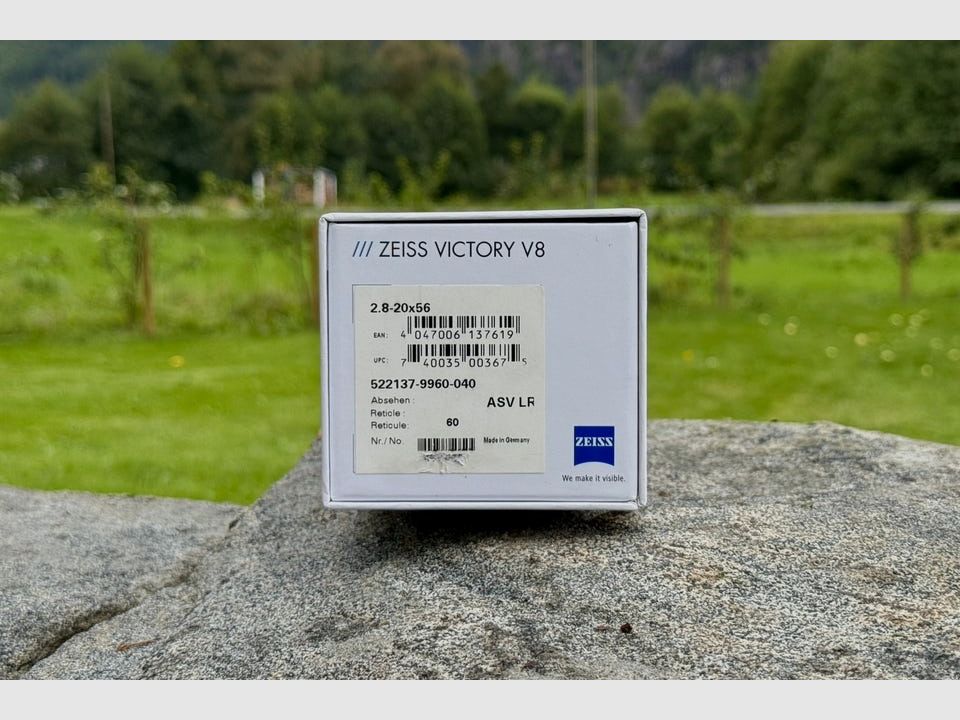 /// ZEISS VICTORY V8
2.8-20x56
EAN: 4 047006 137619
UPC: 7 40035 00367 5
522137-9960-040
Absehen :
ASV LR
Reticle :
Reticule: 60
Nr./ No.
Made in Germany
ZEISS
We make it visible.